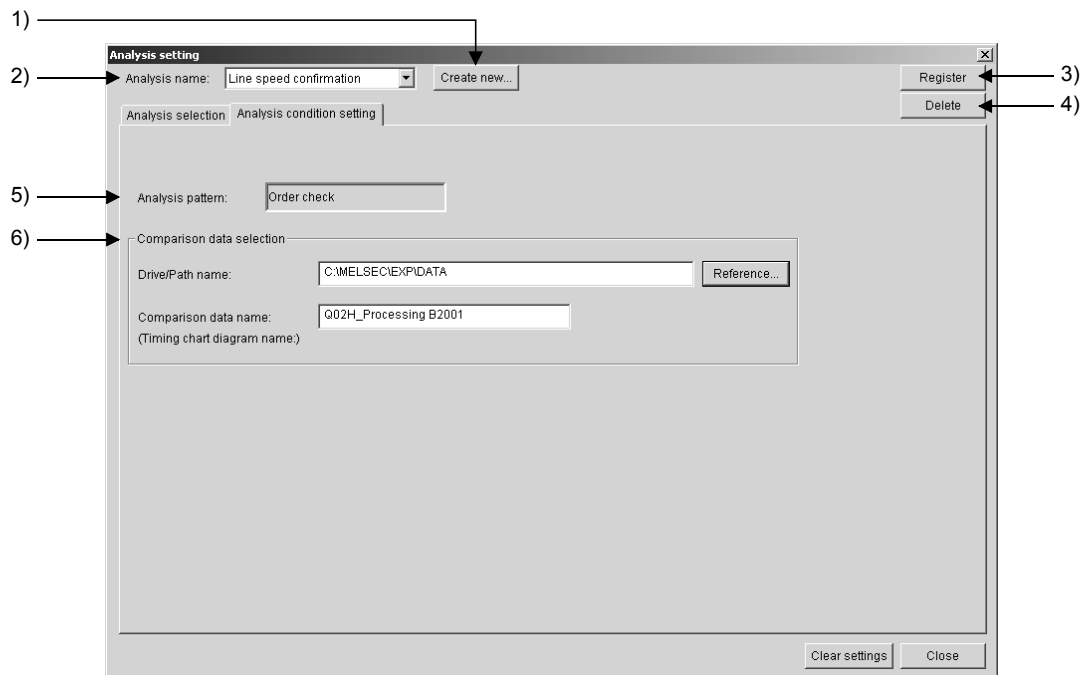 1)
Analysis setting
2) Analysis name: Line speed confirmation Create new... Register 3)
Delete 4)
Analysis selection Analysis condition setting
5) Analysis pattern: Order check
6) Comparison data selection
Drive/Path name: C:\MELSEC\EXP\DATA Reference...
Comparison data name: Q02H_Processing B2001
(Timing chart diagram name:)
Clear settings Close